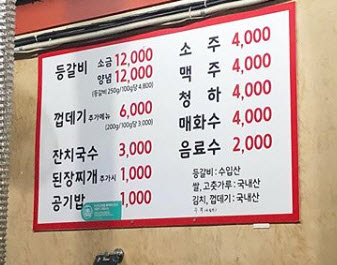 등갈비 소금 12,000
양념 12,000
(등갈비 250g/100g당 4,800)
껍데기 추가메뉴 6,000
(200g/100g당 3,000)
잔치국수 3,000
된장찌개 추가시 1,000
공기밥 1,000
소주 4,000
맥주 4,000
청하 4,000
매화수 4,000
음료수 2,000
등갈비 : 수입산
쌀, 고춧가루 : 국내산
김치, 껍데기 : 국내산